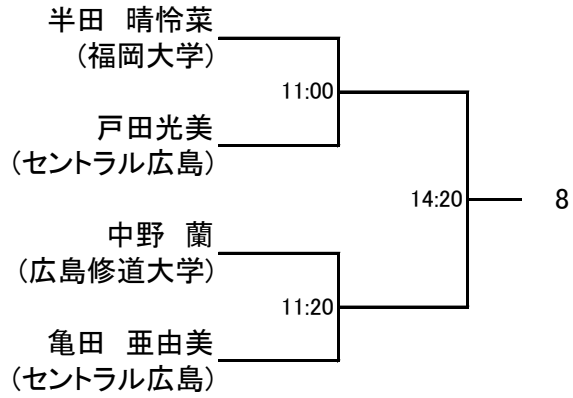 半田　晴怜菜
(福岡大学)
11:00
戸田光美
(セントラル広島)
14:20
8
中野　蘭
(広島修道大学)
11:20
亀田　亜由美
(セントラル広島)